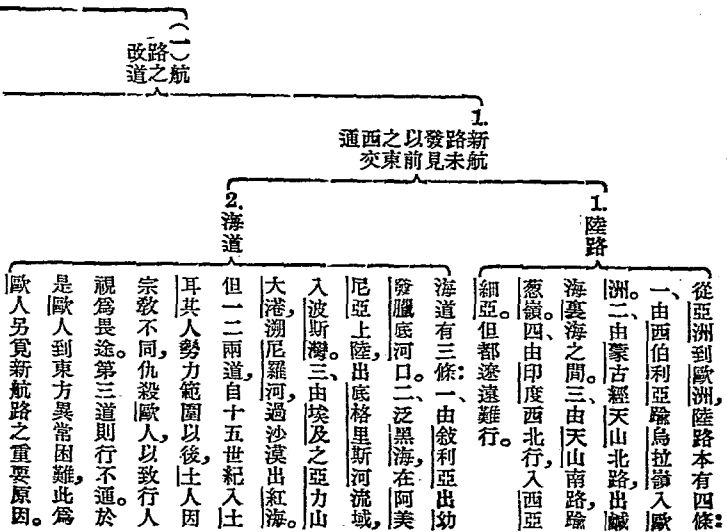 (一)航
路之
改道
1.
新航
路未
發見
以前
之東
西交
通
1.陸路
從亞洲到歐洲,陸路本有四條:
一、由西伯利亞踰烏拉嶺入歐
洲。二、由蒙古經天山北路,出鹹
海裏海之間。三、由天山南路,踰
葱嶺。四、由印度西北行,入西亞
細亞。但都遼遠難行。
2.海道
海道有三條:一、由敍利亞出幼
發臘底河口。二、泛黑海,在阿美
尼亞上陸,出底格里斯河流域,
入波斯灣。三、由埃及之亞力山
大港,溯尼羅河,過沙漠出紅海。
但一二兩道,自十五世紀入土
耳其人勢力範圍以後,土人因
宗敎不同,仇殺歐人,以致行人
視爲畏途。第三道則行不通。於
是歐人到東方異常困難,此爲
歐人另覓新航路之重要原因。